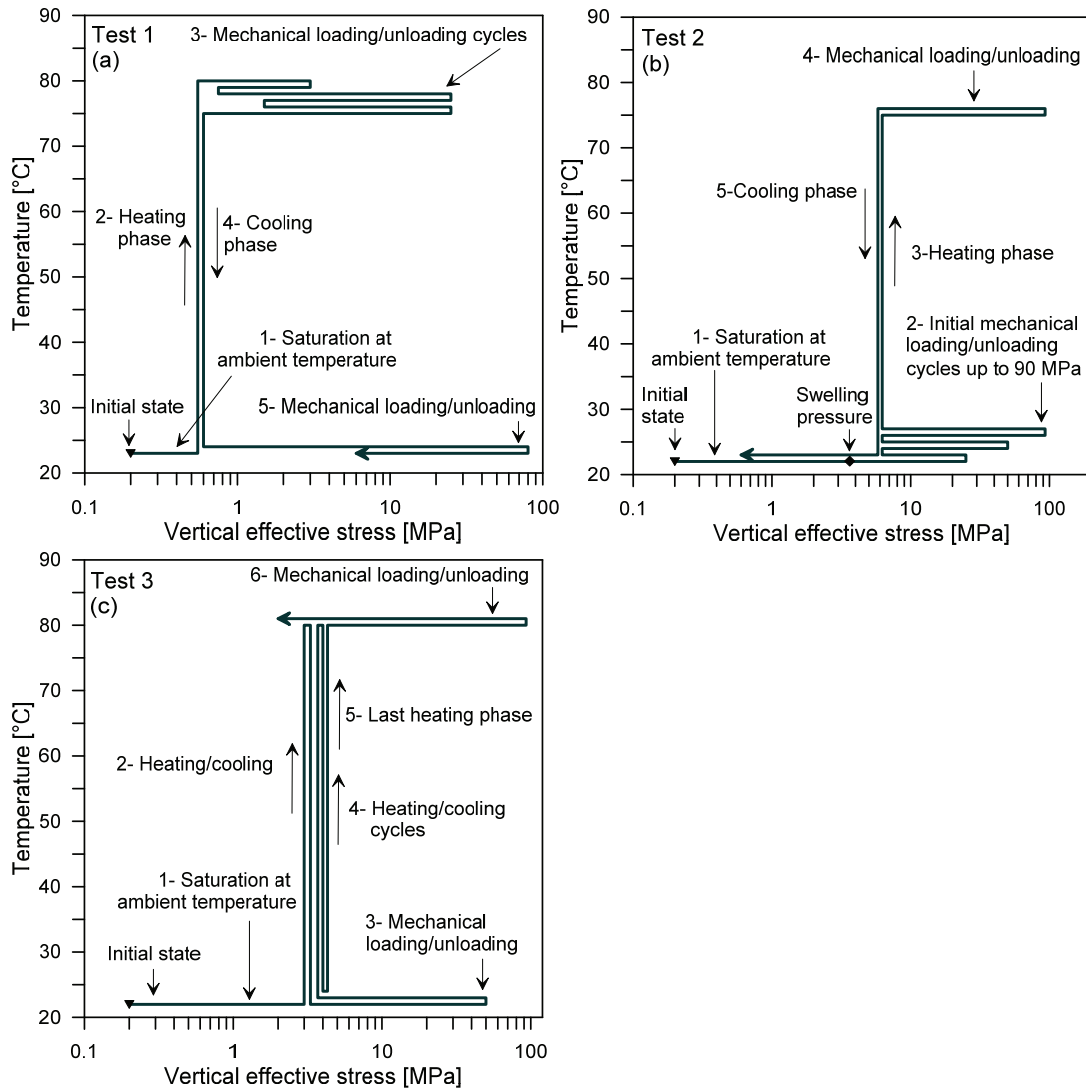 Test 1
(a)
3- Mechanical loading/unloading cycles
2- Heating
phase
4- Cooling
phase
1- Saturation at
ambient temperature
Initial state
5- Mechanical loading/unloading
90
80
70
60
50
40
30
20
Temperature [°C]
0.1
1
10
100
Vertical effective stress [MPa]
Test 2
(b)
4- Mechanical loading/
unloading
5-Cooling phase
3-Heating phase
2- Initial mechanical
loading/unloading
cycles up to 90 MPa
1- Saturation at
ambient temperature
Initial
state
Swelling
pressure
90
80
70
60
50
40
30
20
Temperature [°C]
0.1
1
10
100
Vertical effective stress [MPa]
Test 3
(c)
6- Mechanical loading/unloading
5- Last heating phase
2- Heating/cooling
4- Heating/cooling
cycles
1- Saturation at
ambient temperature
3- Mechanical
loading/unloading
Initial state
90
80
70
60
50
40
30
20
Temperature [°C]
0.1
1
10
100
Vertical effective stress [MPa]